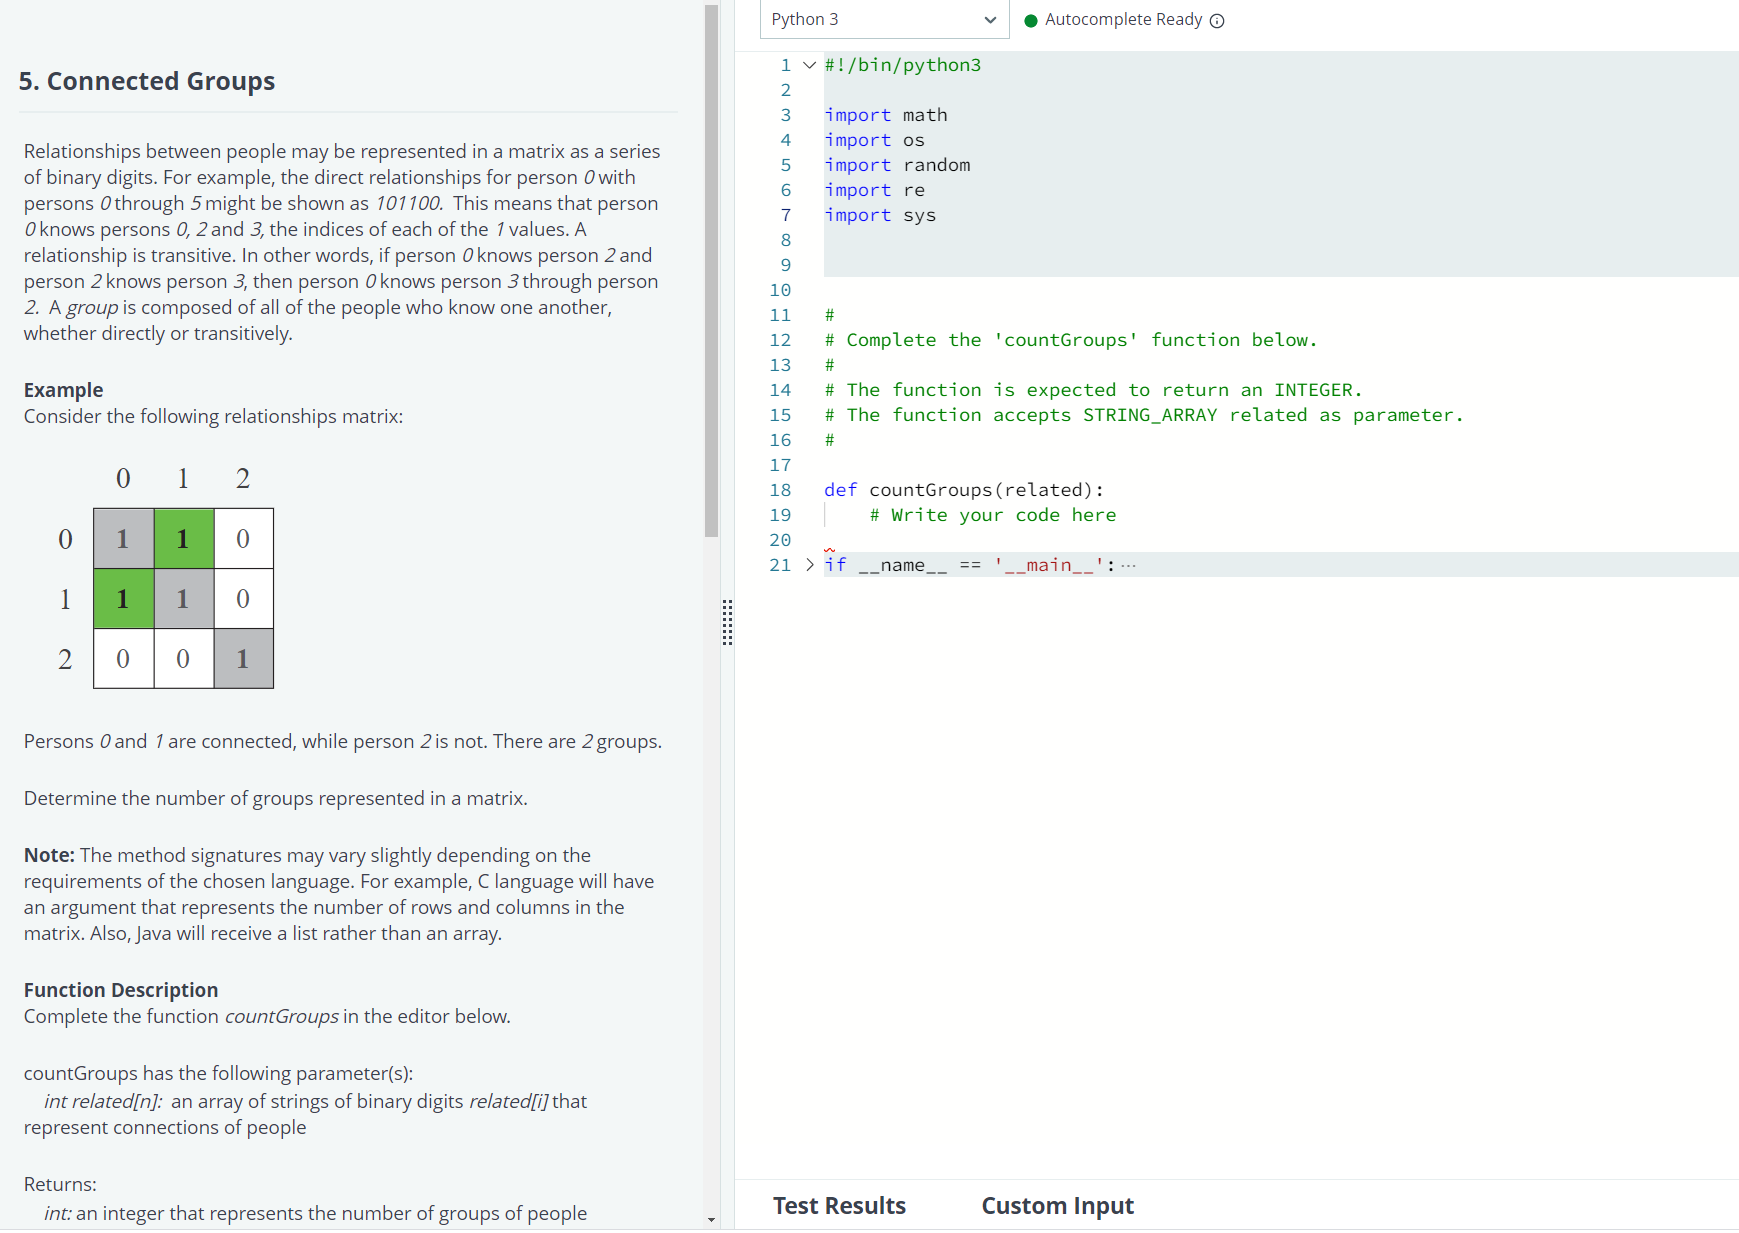 5. Connected Groups
Relationships between people may be represented in a matrix as a series
of binary digits. For example, the direct relationships for person 0 with
persons 0 through 5 might be shown as 101100.  This means that person
0 knows persons 0, 2 and 3, the indices of each of the 1 values. A
relationship is transitive. In other words, if person 0 knows person 2 and
person 2 knows person 3, then person 0 knows person 3 through person
2.  A group is composed of all of the people who know one another,
whether directly or transitively.
Example
Consider the following relationships matrix:
0 1 2
0 1 1 0
1 1 1 0
2 0 0 1
Persons 0 and 1 are connected, while person 2 is not. There are 2 groups.
Determine the number of groups represented in a matrix.
Note: The method signatures may vary slightly depending on the
requirements of the chosen language. For example, C language will have
an argument that represents the number of rows and columns in the
matrix. Also, Java will receive a list rather than an array.
Function Description
Complete the function countGroups in the editor below.
countGroups has the following parameter(s):
int related[n]:  an array of strings of binary digits related[i] that
represent connections of people
Returns:
int: an integer that represents the number of groups of people
Python 3
Autocomplete Ready
1 #!/bin/python3
2
3 import math
4 import os
5 import random
6 import re
7 import sys
8
9
10
11 #
12 # Complete the 'countGroups' function below.
13 #
14 # The function is expected to return an INTEGER.
15 # The function accepts STRING_ARRAY related as parameter.
16 #
17
18 def countGroups(related):
19     # Write your code here
20
21 if __name__ == '__main__': ···
Test Results
Custom Input